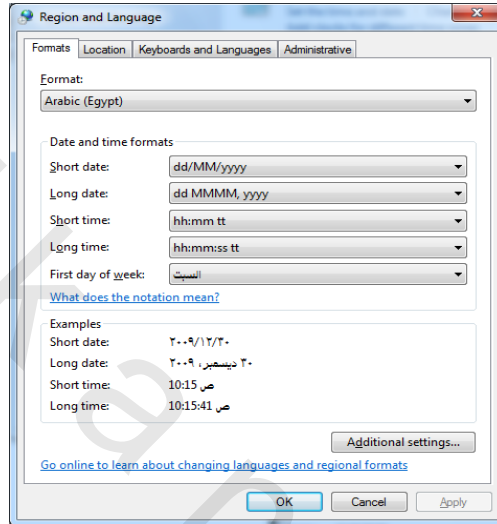 Region and Language
Formats Location Keyboards and Languages Administrative
Format:
Arabic (Egypt)
Date and time formats
Short date: dd/MM/yyyy
Long date: dd MMMM, yyyy
Short time: hh:mm tt
Long time: hh:mm:ss tt
First day of week: السبت
What does the notation mean?
Examples
Short date: ٢٠٠٩/١٢/٣٠
Long date: ٣٠ ديسمبر، ٢٠٠٩
Short time: 10:15 ص
Long time: 10:15:41 ص
Additional settings...
Go online to learn about changing languages and regional formats
OK Cancel Apply